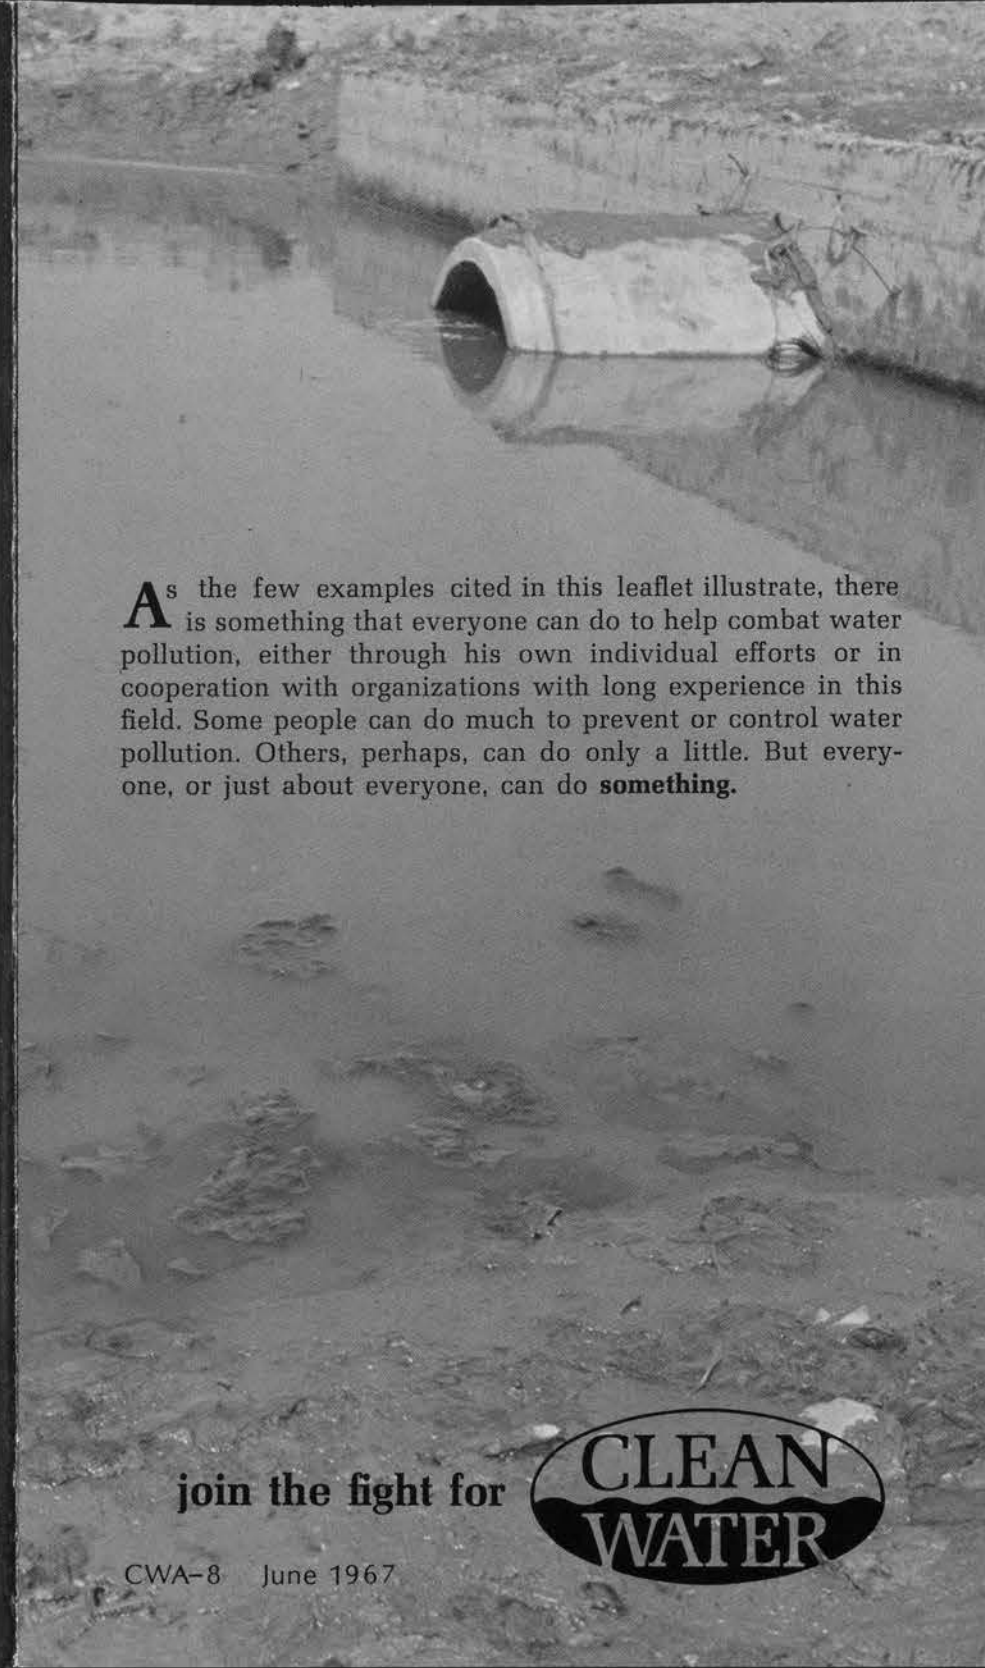 As the few examples cited in this leaflet illustrate, there
is something that everyone can do to help combat water
pollution, either through his own individual efforts or in
cooperation with organizations with long experience in this
field. Some people can do much to prevent or control water
pollution. Others, perhaps, can do only a little. But every-
one, or just about everyone, can do something.
join the fight for
CLEAN
WATER
CWA-8 June 1967